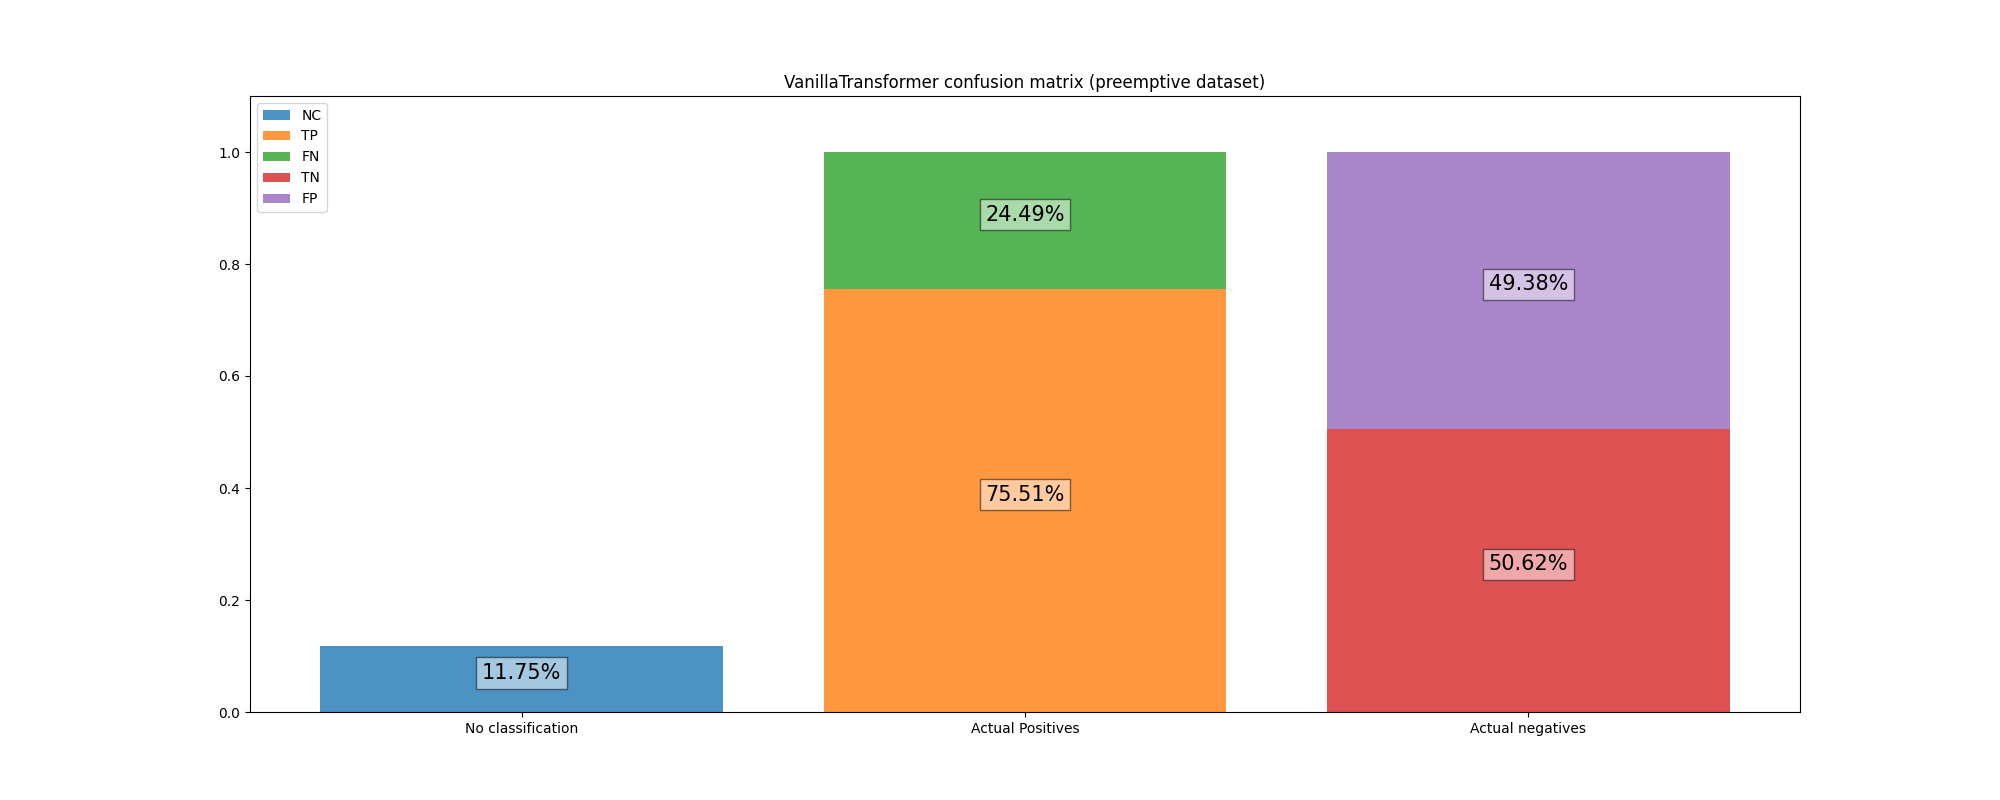 VanillaTransformer confusion matrix (preemptive dataset)
NC
TP
FN
TN
FP
1.0
0.8
0.6
0.4
0.2
0.0
24.49%
49.38%
75.51%
50.62%
11.75%
No classification
Actual Positives
Actual negatives